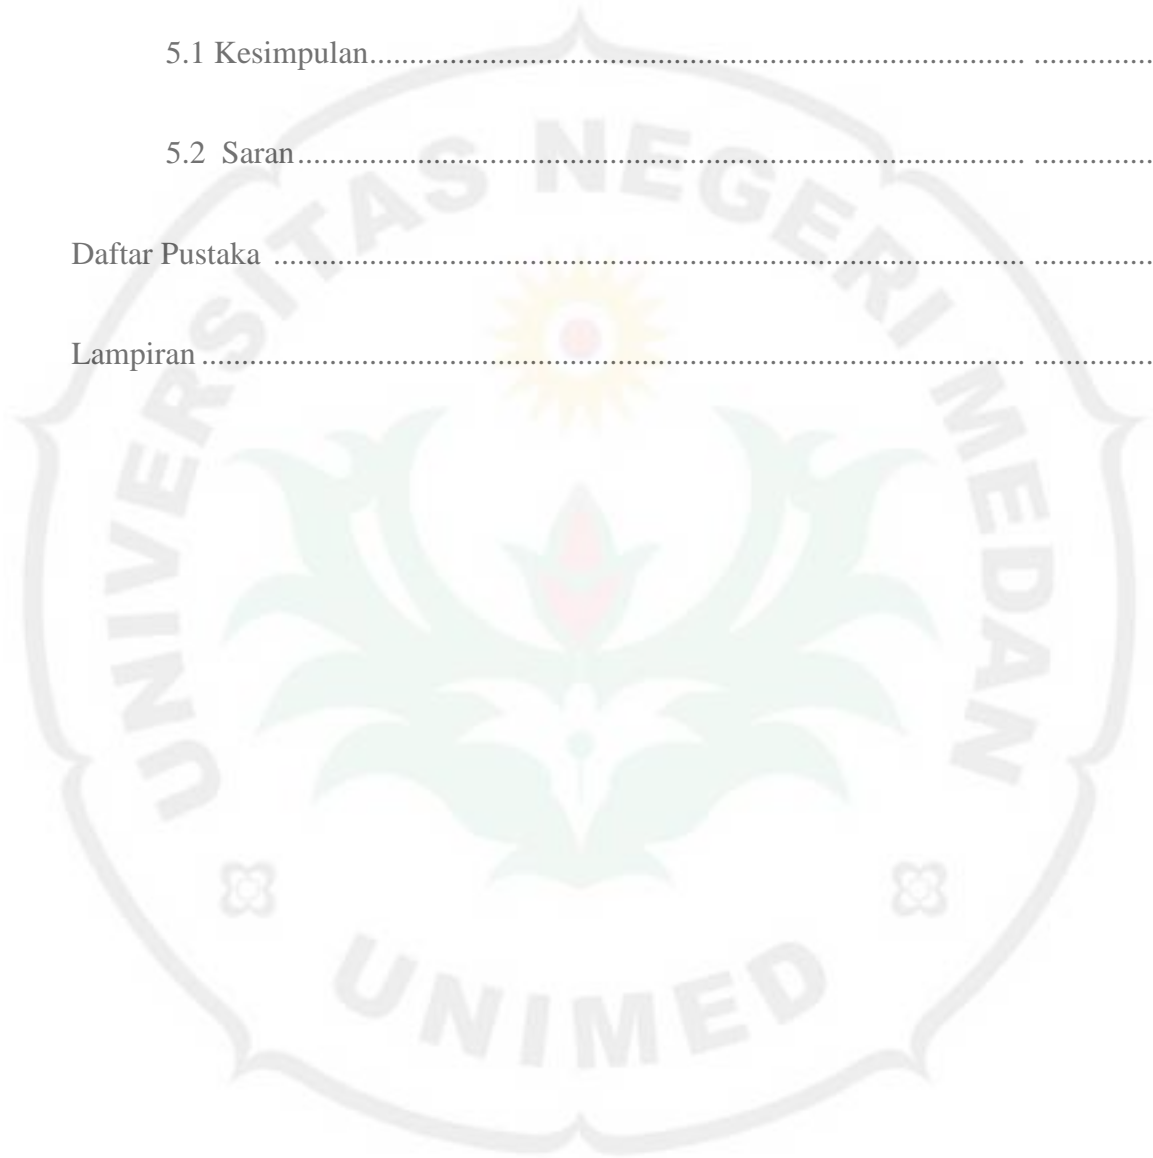 5.1 Kesimpulan.................................................................................. ...............
5.2 Saran........................................................................................... ...............
Daftar Pustaka .............................................................................................. ...............
Lampiran ...................................................................................................... ...............
UNIVERSITAS NEGERI MEDAN
UNIMED